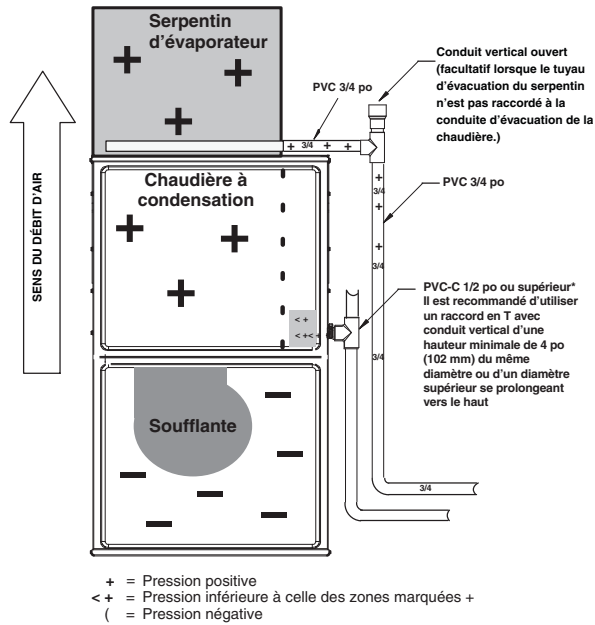 Serpentin
d'évaporateur
PVC 3/4 po
Conduit vertical ouvert
(facultatif lorsque le tuyau
d'évacuation du serpentin
n'est pas raccordé à la
conduite d'évacuation de la
chaudière.)
+ 3/4 + +
SENS DU DÉBIT D'AIR
Chaudière à
condensation
+
3/4
+
PVC 3/4 po
+
3/4
< +
< +< +
PVC-C 1/2 po ou supérieur*
Il est recommandé d'utiliser
un raccord en T avec
conduit vertical d'une
hauteur minimale de 4 po
(102 mm) du même
diamètre ou d'un diamètre
supérieur se prolongeant
vers le haut
3/4
Soufflante
3/4
+ = Pression positive
< + = Pression inférieure à celle des zones marquées +
( = Pression négative